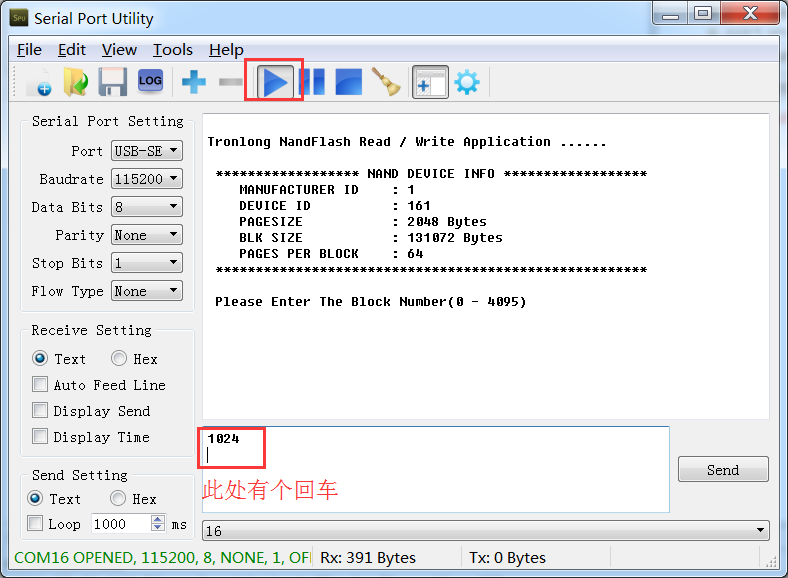 Spu Serial Port Utility
File Edit View Tools Help
LOG
Serial Port Setting
Port USB-SE
Baudrate 115200
Data Bits 8
Parity None
Stop Bits 1
Flow Type None
Receive Setting
Text Hex
Auto Feed Line
Display Send
Display Time
Send Setting
Text Hex
Loop 1000 ms
Tronlong NandFlash Read / Write Application ......
****************** NAND DEVICE INFO ******************
MANUFACTURER ID : 1
DEVICE ID : 161
PAGESIZE : 2048 Bytes
BLK SIZE : 131072 Bytes
PAGES PER BLOCK : 64
******************************************************
Please Enter The Block Number(0 - 4095)
1024
此处有个回车
Send
16
COM16 OPENED, 115200, 8, NONE, 1, OFF Rx: 391 Bytes Tx: 0 Bytes